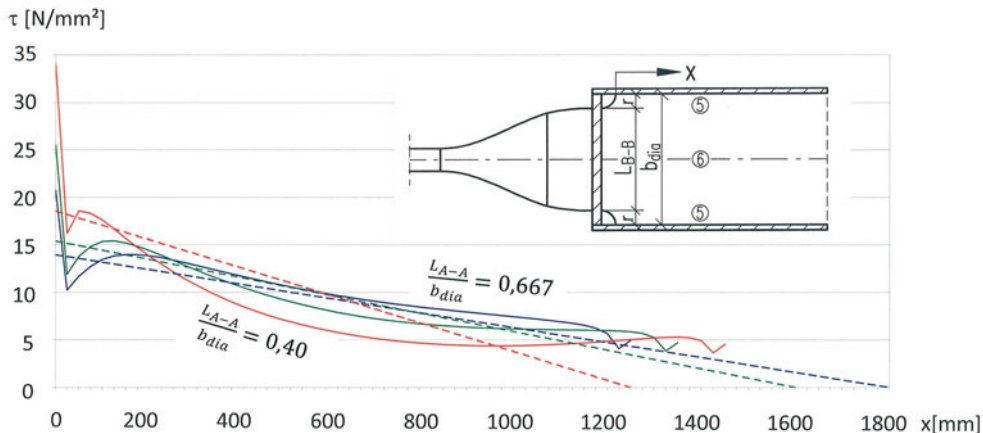 τ [N/mm²]
35
30
25
20
15
10
5
0
X
r
L_B-B
b_dia
r
⑤
⑥
⑤
L_A-A / b_dia = 0,667
L_A-A / b_dia = 0,40
0 200 400 600 800 1000 1200 1400 1600 1800 x[mm]